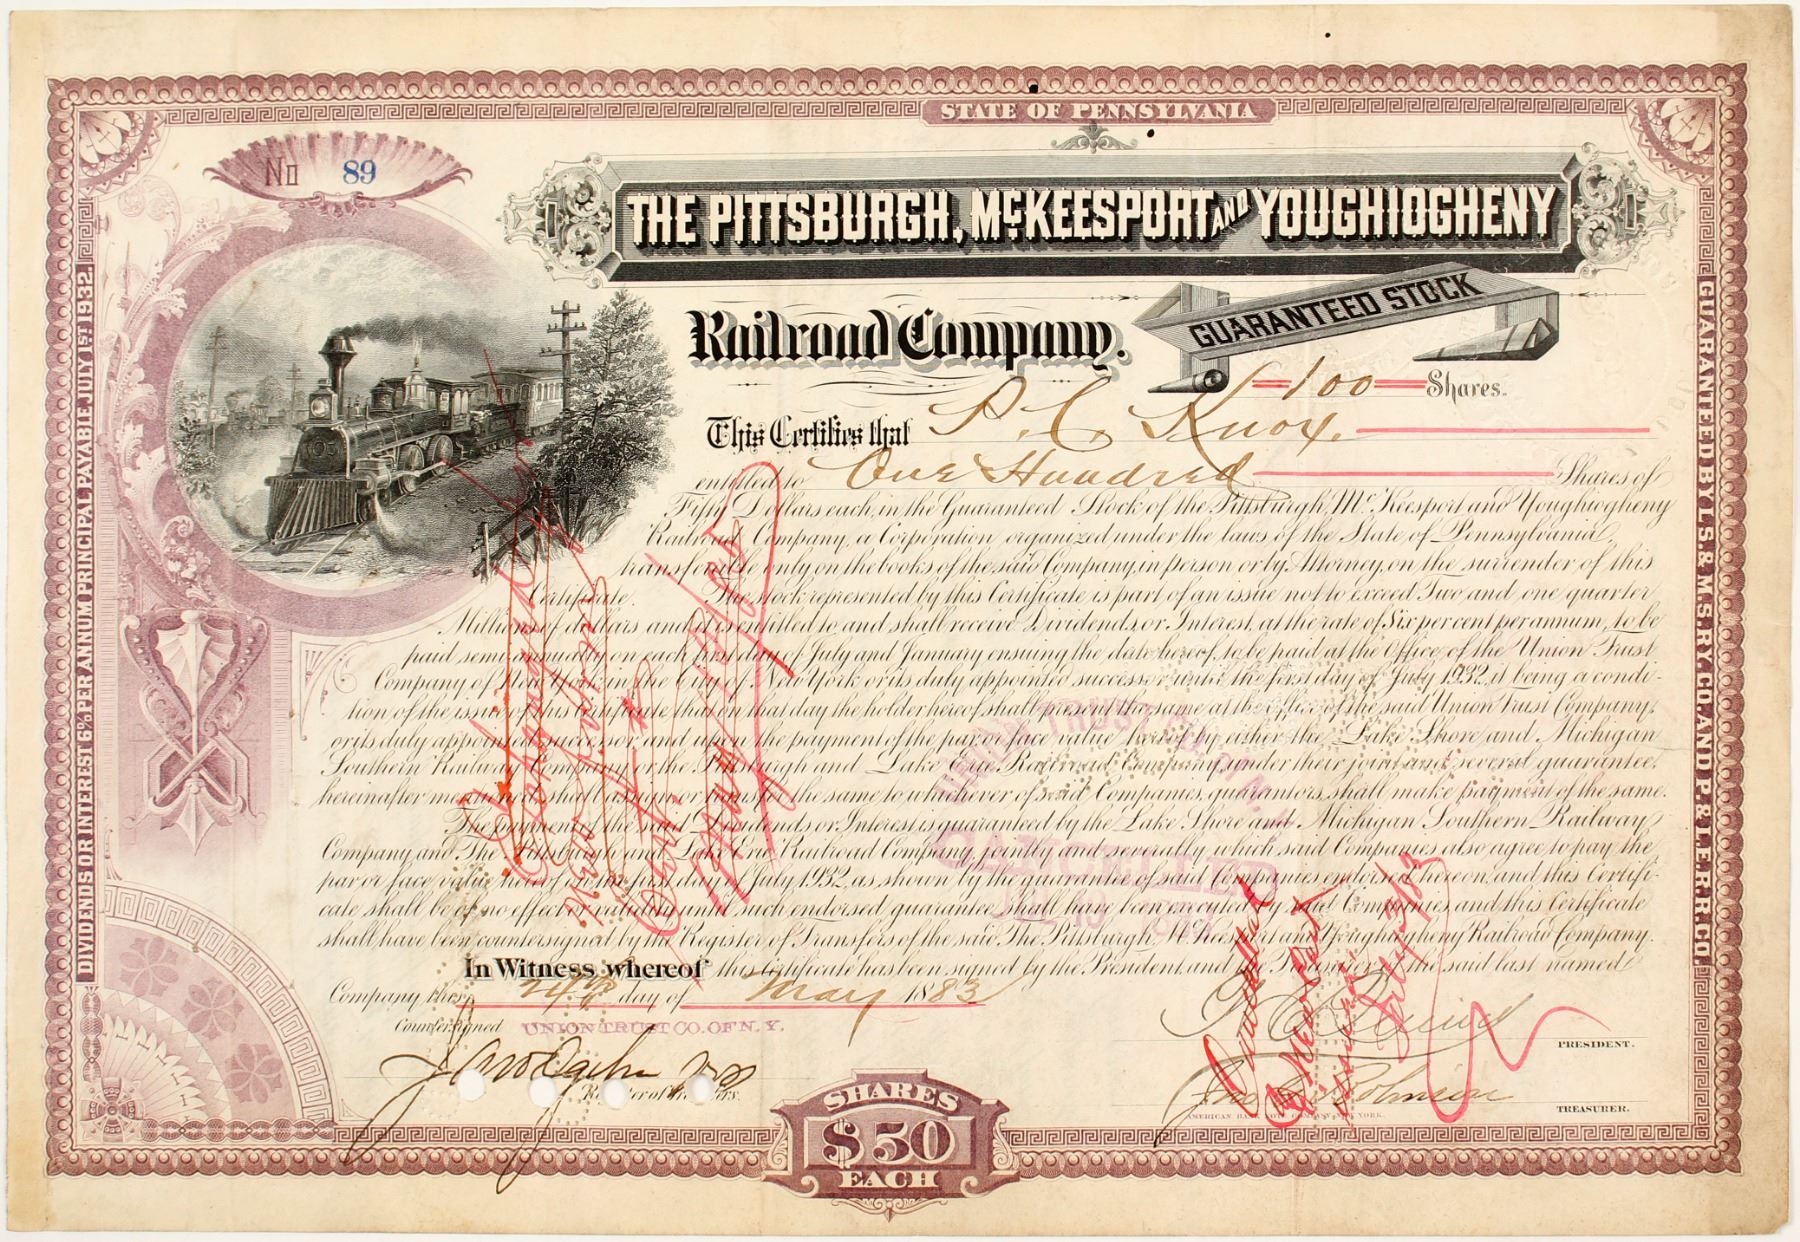 STATE OF PENNSYLVANIA
No 89
THE PITTSBURGH, McKEESPORT AND YOUGHIOGHENY
Railroad Company.
GUARANTEED STOCK
100 Shares.
This Certifies that P. C. Knox.
entitled to One Hundred Shares of
Fifty Dollars each, in the Guaranteed Stock of the Pittsburgh, McKeesport and Youghiogheny
Railroad Company, a Corporation organized under the laws of the State of Pennsylvania,
transferable only on the books of the said Company, in person or by Attorney, on the surrender of this
Certificate. The stock represented by this Certificate is part of an issue not to exceed Two and one quarter
Millions of dollars and it is entitled to and shall receive Dividends, or Interest, at the rate of Six per cent per annum, to be
paid semi-annually on each first day of July and January ensuing the date hereof, to be paid at the Office of the Union Trust
Company of New York in the City of New York or its duly appointed successor until the first day of July 1932, it being a condi-
tion of the issue of this certificate that on that day the holder hereof shall present the same at the office of the said Union Trust Company,
or its duly appointed successor, and upon the payment of the par or face value hereof by either the Lake Shore and Michigan
Southern Railway Company or the Pittsburgh and Lake Erie Railroad Company, under their joint and several guarantee,
hereinafter mentioned, shall assign or transfer the same to whichever of said Companies, guarantors, shall make payment of the same.
The payment of the said Dividends or Interest is guaranteed by the Lake Shore and Michigan Southern Railway
Company, and The Pittsburgh and Lake Erie Railroad Company, jointly and severally which said Companies also agree to pay the
par or face value hereof on the first day of July 1932, as shown by the guarantee of said Companies endorsed hereon, and this Certifi-
cate shall be of no effect or validity until such endorsed guarantee shall have been executed by said Companies, and this Certificate
shall have been countersigned by the Register of Transfers of the said The Pittsburgh, McKeesport and Youghiogheny Railroad Company.
In Witness whereof this Certificate has been signed by the President, and the Treasurer of the said last named
Company this 24th day of May 1883
Countersigned UNION TRUST CO. OF N.Y.
Register of Transfers.
PRESIDENT.
TREASURER.
AMERICAN BANK NOTE COMPANY NEW YORK.
SHARES
$50
EACH
DIVIDENDS OR INTEREST 6% PER ANNUM PRINCIPAL PAYABLE JULY 1ST 1932.
GUARANTEED BY L.S. & M.S. RY CO. AND P. & L.E. R.R. CO.
UNION TRUST CO. OF N.Y.
CANCELLED